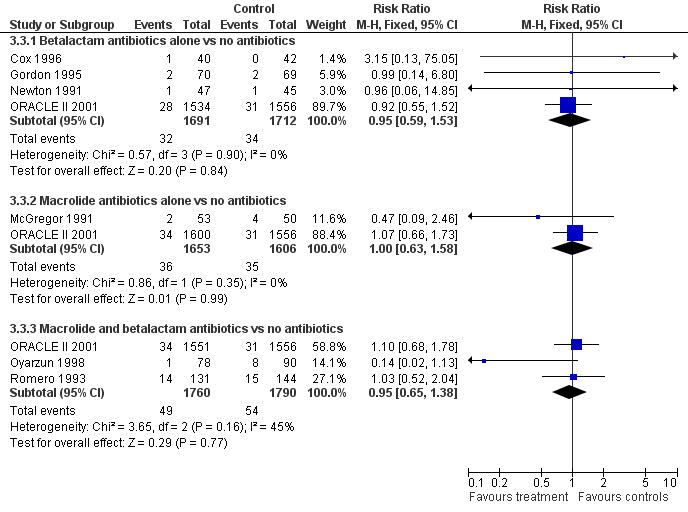 Control Risk Ratio Risk Ratio
Study or Subgroup Events Total Events Total Weight M-H, Fixed, 95% CI M-H, Fixed, 95% CI
3.3.1 Betalactam antibiotics alone vs no antibiotics
Cox 1996 1 40 0 42 1.4% 3.15 [0.13, 75.05]
Gordon 1995 2 70 2 69 5.9% 0.99 [0.14, 6.80]
Newton 1991 1 47 1 45 3.0% 0.96 [0.06, 14.85]
ORACLE II 2001 28 1534 31 1556 89.7% 0.92 [0.55, 1.52]
Subtotal (95% CI) 1691 1712 100.0% 0.95 [0.59, 1.53]
Total events 32 34
Heterogeneity: Chi² = 0.57, df = 3 (P = 0.90); I² = 0%
Test for overall effect: Z = 0.20 (P = 0.84)
3.3.2 Macrolide antibiotics alone vs no antibiotics
McGregor 1991 2 53 4 50 11.6% 0.47 [0.09, 2.46]
ORACLE II 2001 34 1600 31 1556 88.4% 1.07 [0.66, 1.73]
Subtotal (95% CI) 1653 1606 100.0% 1.00 [0.63, 1.58]
Total events 36 35
Heterogeneity: Chi² = 0.86, df = 1 (P = 0.35); I² = 0%
Test for overall effect: Z = 0.01 (P = 0.99)
3.3.3 Macrolide and betalactam antibiotics vs no antibiotics
ORACLE II 2001 34 1551 31 1556 58.8% 1.10 [0.68, 1.78]
Oyarzun 1998 1 78 8 90 14.1% 0.14 [0.02, 1.13]
Romero 1993 14 131 15 144 27.1% 1.03 [0.52, 2.04]
Subtotal (95% CI) 1760 1790 100.0% 0.95 [0.65, 1.38]
Total events 49 54
Heterogeneity: Chi² = 3.65, df = 2 (P = 0.16); I² = 45%
Test for overall effect: Z = 0.29 (P = 0.77)
0.1 0.2 0.5 1 2 5 10
Favours treatment Favours controls